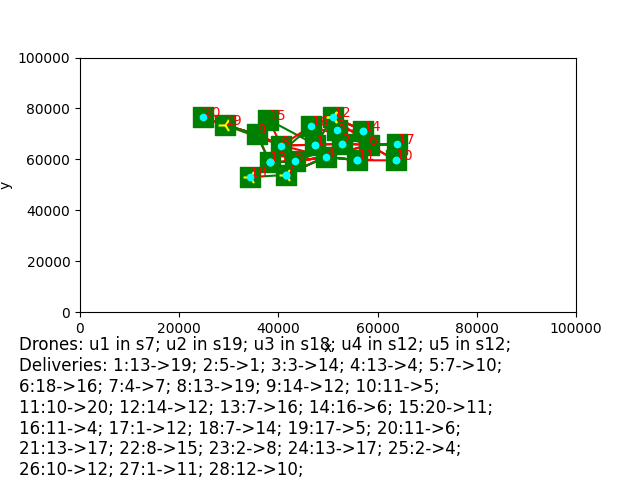 100000
80000
60000
40000
20000
0
0 20000 40000 60000 80000 100000
y
x
Drones: u1 in s7; u2 in s19; u3 in s18; u4 in s12; u5 in s12;
Deliveries: 1:13->19; 2:5->1; 3:3->14; 4:13->4; 5:7->10;
6:18->16; 7:4->7; 8:13->19; 9:14->12; 10:11->5;
11:10->20; 12:14->12; 13:7->16; 14:16->6; 15:20->11;
16:11->4; 17:1->12; 18:7->14; 19:17->5; 20:11->6;
21:13->17; 22:8->15; 23:2->8; 24:13->17; 25:2->4;
26:10->12; 27:1->11; 28:12->10;